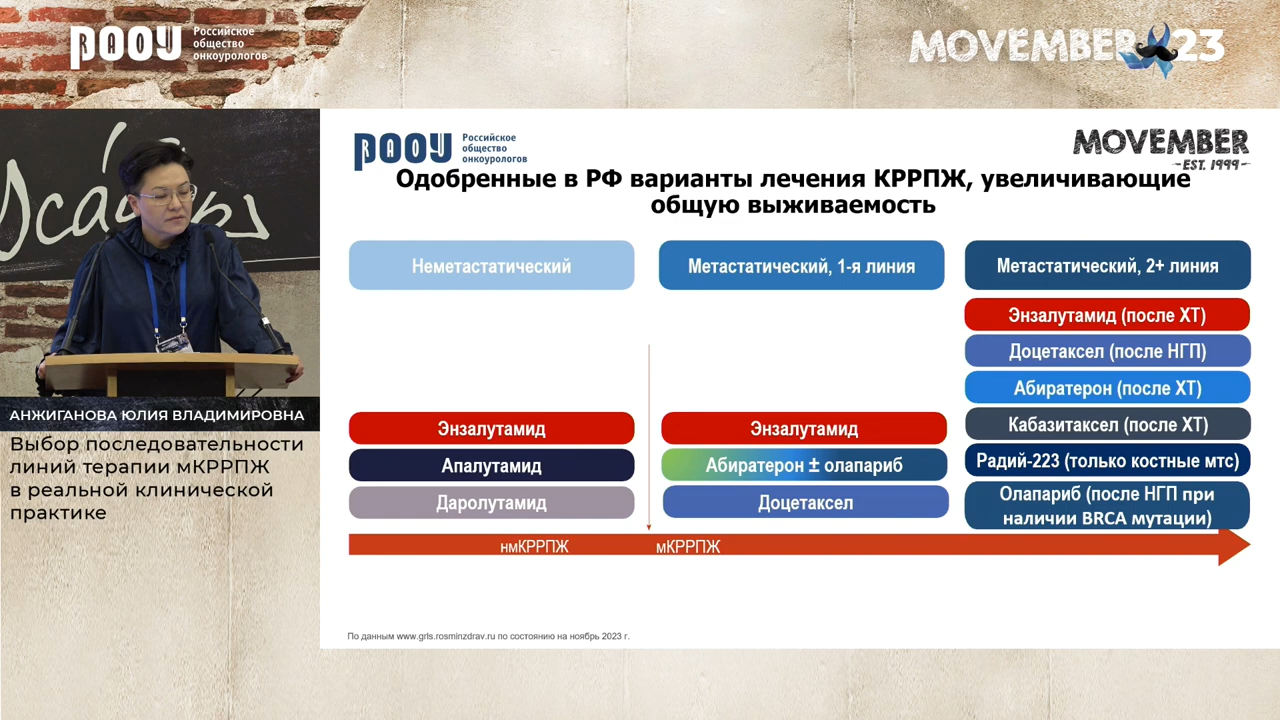 РАОУ
Российское
общество
онкоурологов
MOVEMBER 23
РАОУ
Российское
общество
онкоурологов
MOVEMBER
EST. 1999
Одобренные в РФ варианты лечения КРРПЖ, увеличивающие
общую выживаемость
Неметастатический
Метастатический, 1-я линия
Метастатический, 2+ линия
Энзалутамид (после ХТ)
Доцетаксел (после НГП)
Абиратерон (после ХТ)
Энзалутамид
Энзалутамид
Кабазитаксел (после ХТ)
Апалутамид
Абиратерон ± олапариб
Радий-223 (только костные мтс)
Даролутамид
Доцетаксел
Олапариб (после НГП при
наличии BRCA мутации)
нмКРРПЖ
мКРРПЖ
По данным www.grls.rosminzdrav.ru по состоянию на ноябрь 2023 г.
АНЖИГАНОВА ЮЛИЯ ВЛАДИМИРОВНА
Выбор последовательности
линий терапии мКРРПЖ
в реальной клинической
практике